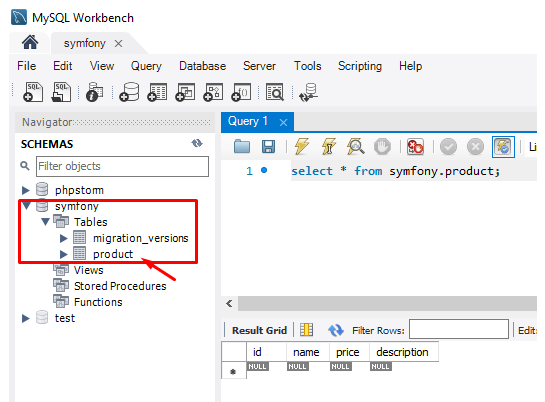 MySQL Workbench
symfony
File Edit View Query Database Server Tools Scripting Help
SQL SQL
Navigator
SCHEMAS
Filter objects
phpstorm
symfony
Tables
migration_versions
product
Views
Stored Procedures
Functions
test
Query 1
Li
1 select * from symfony.product;
Result Grid Filter Rows: Edit:
id name price description
NULL NULL NULL NULL